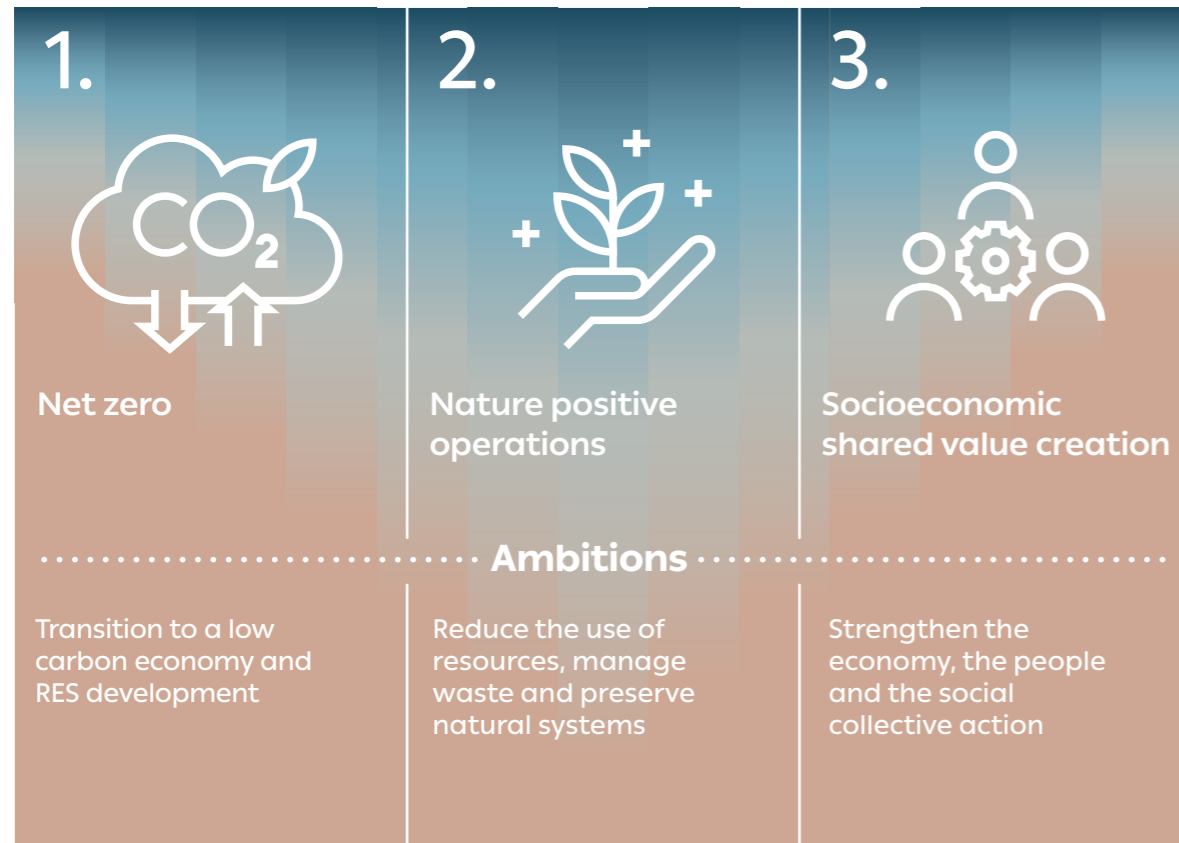 1.
CO2
Net zero
2.
Nature positive
operations
3.
Socioeconomic
shared value creation
Ambitions
Transition to a low
carbon economy and
RES development
Reduce the use of
resources, manage
waste and preserve
natural systems
Strengthen the
economy, the people
and the social
collective action